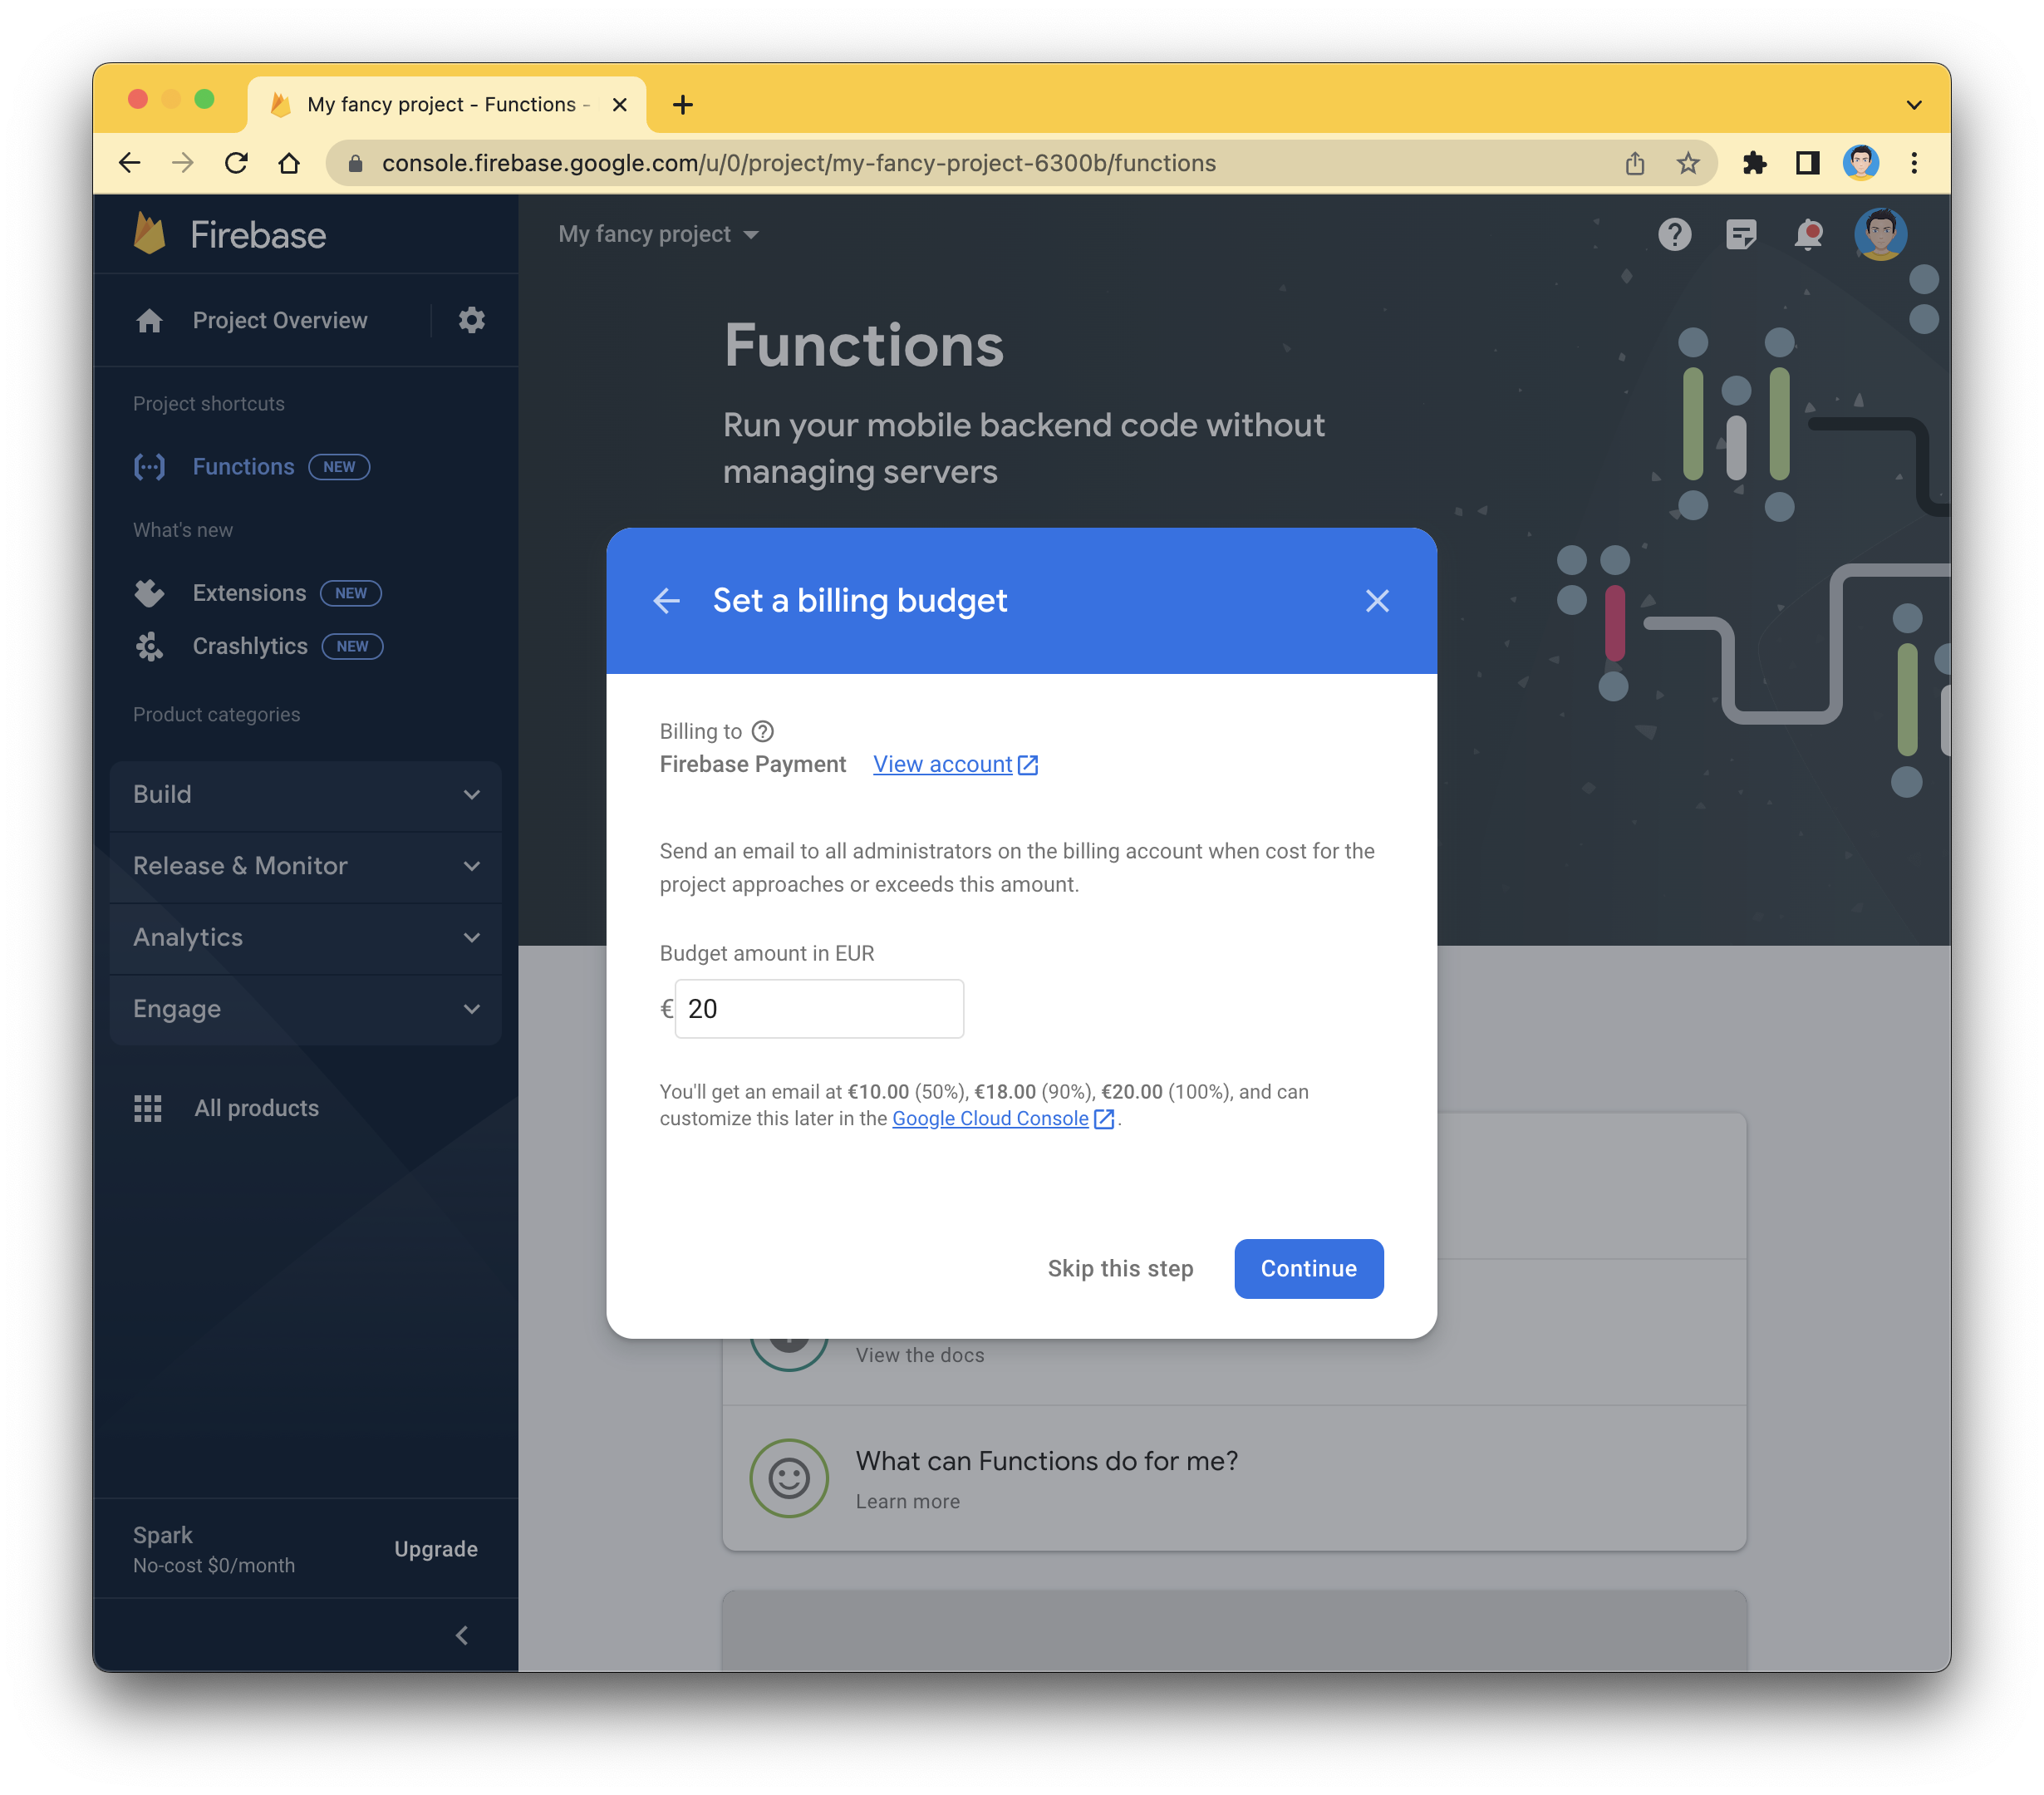 My fancy project - Functions -
console.firebase.google.com/u/0/project/my-fancy-project-6300b/functions
Firebase
My fancy project
Project Overview
Project shortcuts
Functions NEW
What's new
Extensions NEW
Crashlytics NEW
Product categories
Build
Release & Monitor
Analytics
Engage
All products
Spark
No-cost $0/month
Upgrade
Functions
Run your mobile backend code without
managing servers
Set a billing budget
Billing to
Firebase Payment View account
Send an email to all administrators on the billing account when cost for the
project approaches or exceeds this amount.
Budget amount in EUR
€ 20
You'll get an email at €10.00 (50%), €18.00 (90%), €20.00 (100%), and can
customize this later in the Google Cloud Console.
Skip this step
Continue
View the docs
What can Functions do for me?
Learn more